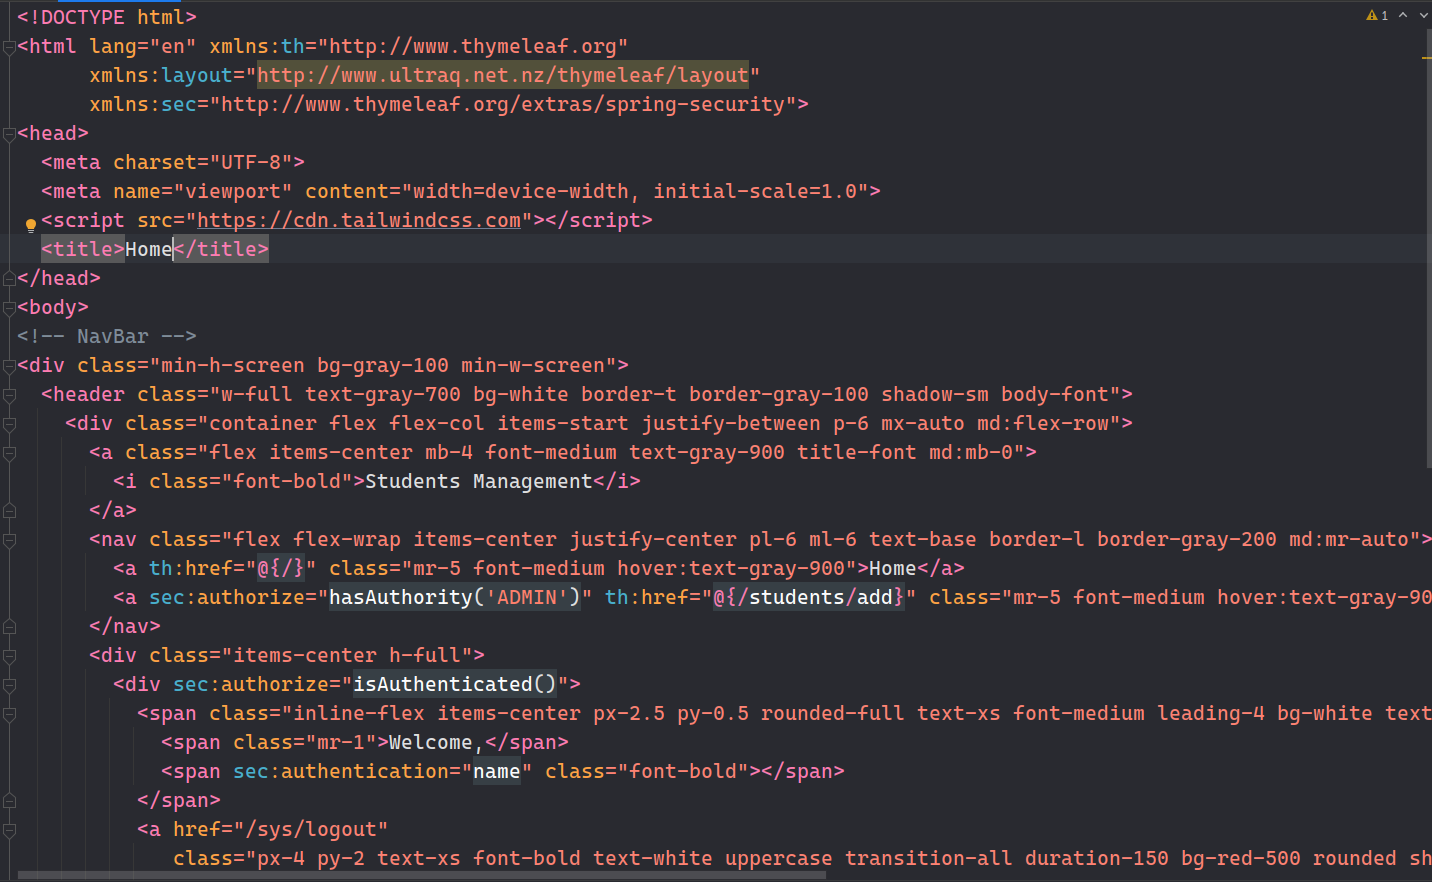 <!DOCTYPE html>
1
<html lang="en" xmlns:th="http://www.thymeleaf.org"
xmlns:layout="http://www.ultraq.net.nz/thymeleaf/layout"
xmlns:sec="http://www.thymeleaf.org/extras/spring-security">
<head>
<meta charset="UTF-8">
<meta name="viewport" content="width=device-width, initial-scale=1.0">
<script src="https://cdn.tailwindcss.com"></script>
<title>Home</title>
</head>
<body>
<!-- NavBar -->
<div class="min-h-screen bg-gray-100 min-w-screen">
<header class="w-full text-gray-700 bg-white border-t border-gray-100 shadow-sm body-font">
<div class="container flex flex-col items-start justify-between p-6 mx-auto md:flex-row">
<a class="flex items-center mb-4 font-medium text-gray-900 title-font md:mb-0">
<i class="font-bold">Students Management</i>
</a>
<nav class="flex flex-wrap items-center justify-center pl-6 ml-6 text-base border-l border-gray-200 md:mr-auto">
<a th:href="@{/}" class="mr-5 font-medium hover:text-gray-900">Home</a>
<a sec:authorize="hasAuthority('ADMIN')" th:href="@{/students/add}" class="mr-5 font-medium hover:text-gray-90
</nav>
<div class="items-center h-full">
<div sec:authorize="isAuthenticated()">
<span class="inline-flex items-center px-2.5 py-0.5 rounded-full text-xs font-medium leading-4 bg-white text
<span class="mr-1">Welcome,</span>
<span sec:authentication="name" class="font-bold"></span>
</span>
<a href="/sys/logout"
class="px-4 py-2 text-xs font-bold text-white uppercase transition-all duration-150 bg-red-500 rounded sh